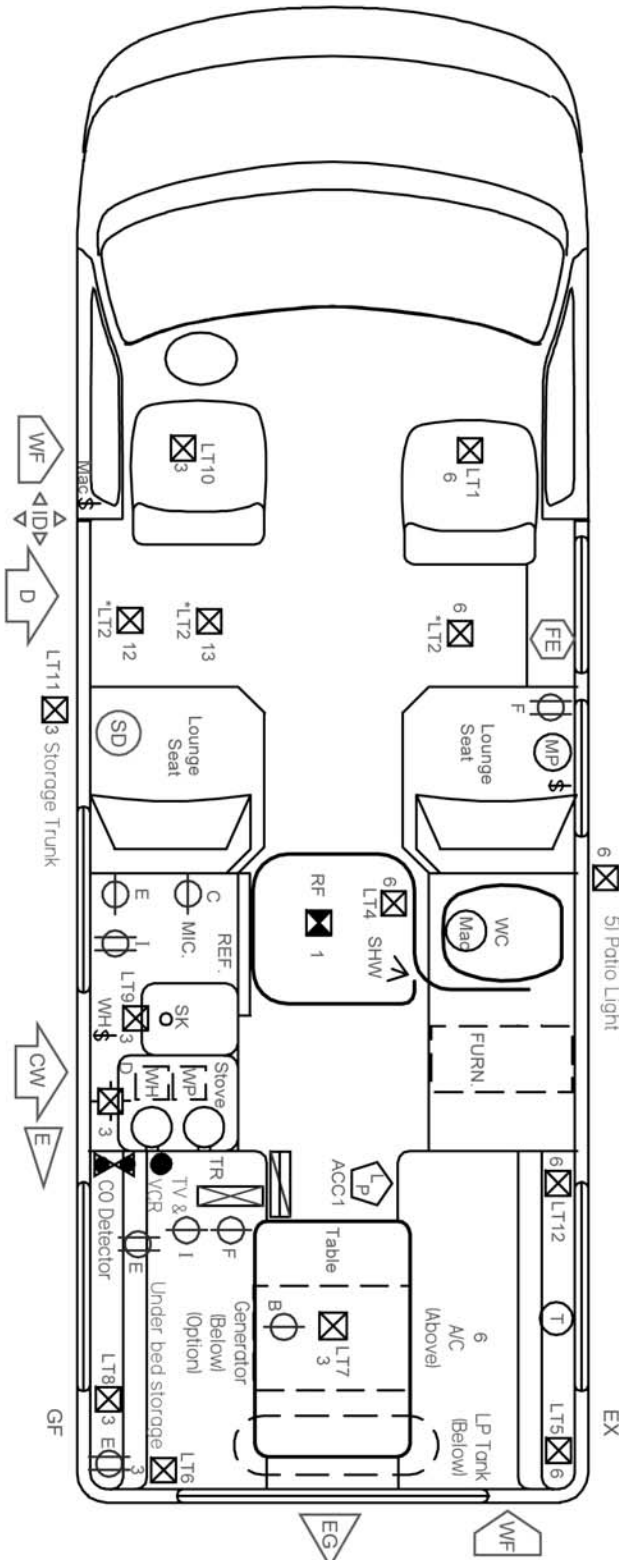 WF
Mac $
ID
D
LT10
3
LT1
6
*LT2
12
*LT2
13
6
*LT2
FE
LT11
3 Storage Trunk
SD
Lounge
Seat
Lounge
Seat
F
MP
$
6
5) Patio Light
E
C
I
MIC.
REF.
RF
1
6
LT4
SHW
WC
Mac
LT9
3
SK
WH $
FURN.
CW
D
WH
WP
Stove
3
E
CO Detector
VCR
TV &
TR
I
F
E
LP
ACC1
6
LT12
T
Table
B
LT7
3
6
A/C
(Above)
Generator
(Below)
(Option)
Under bed storage
LP Tank
(Below)
LT8
3
E
3
LT6
LT5
6
GF
EX
EG
WF